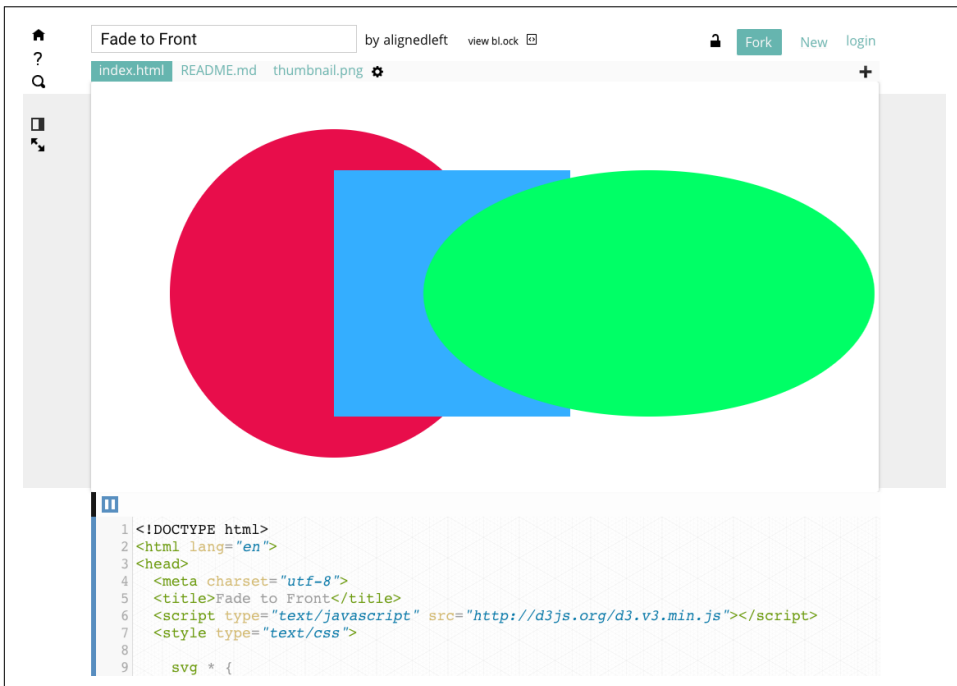 Fade to Front by alignedleft view bl.ock Fork New login
?
index.html README.md thumbnail.png +
1 <!DOCTYPE html>
2 <html lang="en">
3 <head>
4 <meta charset="utf-8">
5 <title>Fade to Front</title>
6 <script type="text/javascript" src="http://d3js.org/d3.v3.min.js"></script>
7 <style type="text/css">
8
9 svg * {